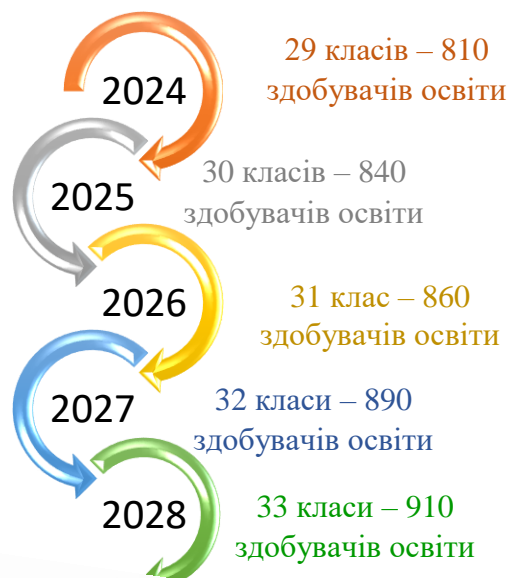 2024
29 класів – 810
здобувачів освіти
2025
30 класів – 840
здобувачів освіти
2026
31 клас – 860
здобувачів освіти
2027
32 класи – 890
здобувачів освіти
2028
33 класи – 910
здобувачів освіти